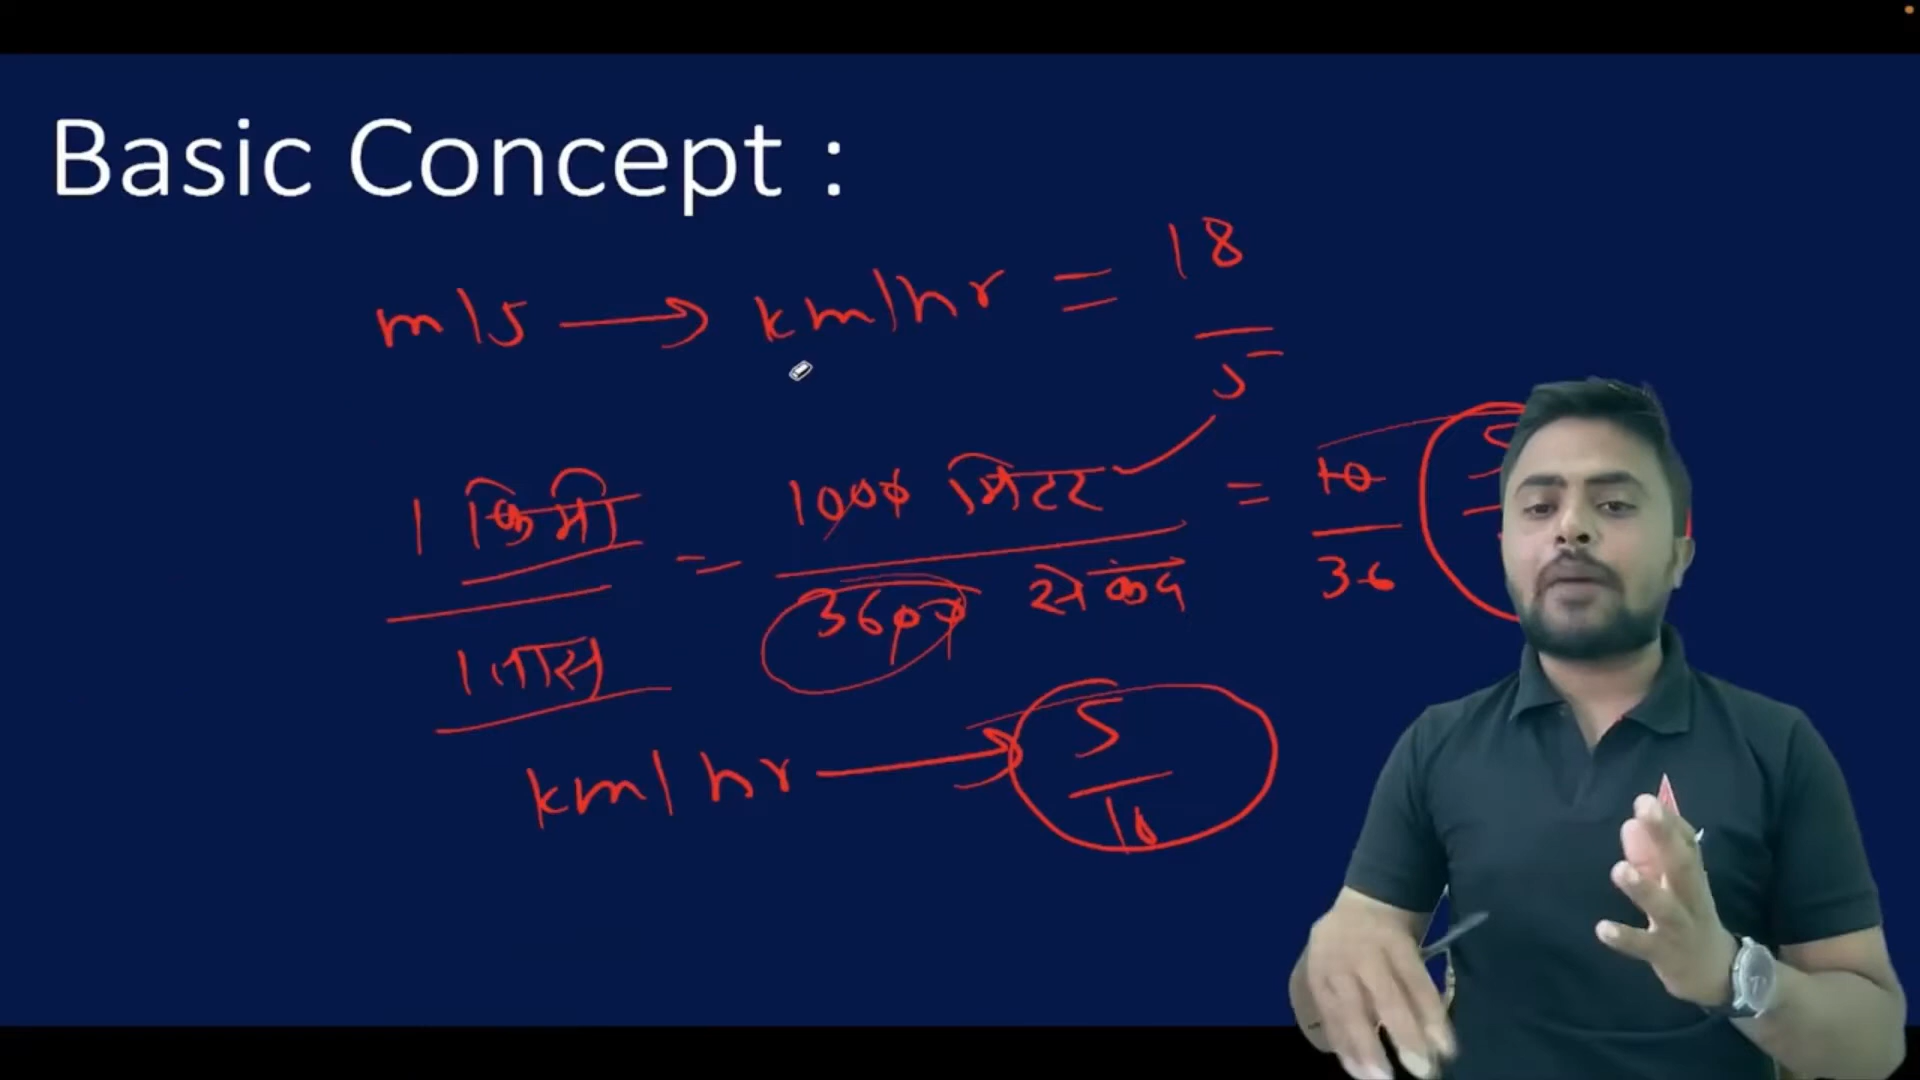 Basic Concept :
m/s → km/hr = 18/5
1 किमी / 1 तास = 1000 मिटर / 3600 सेकंद = 10/36
km/hr → 5/18